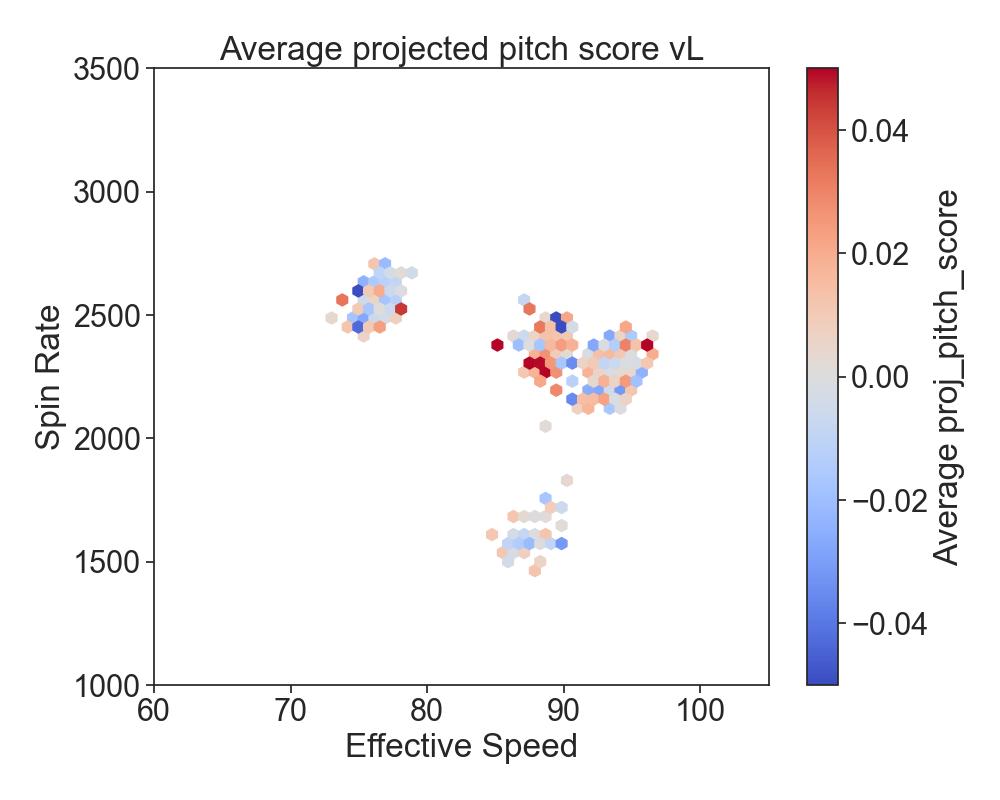 Average projected pitch score vL
3500
3000
2500
2000
1500
1000
Spin Rate
60 70 80 90 100
Effective Speed
0.04
0.02
0.00
−0.02
−0.04
Average proj_pitch_score